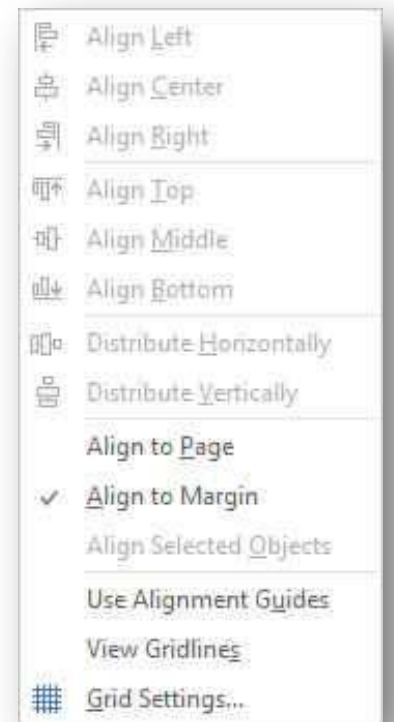 Align Left
Align Center
Align Right
Align Top
Align Middle
Align Bottom
Distribute Horizontally
Distribute Vertically
Align to Page
Align to Margin
Align Selected Objects
Use Alignment Guides
View Gridlines
Grid Settings...